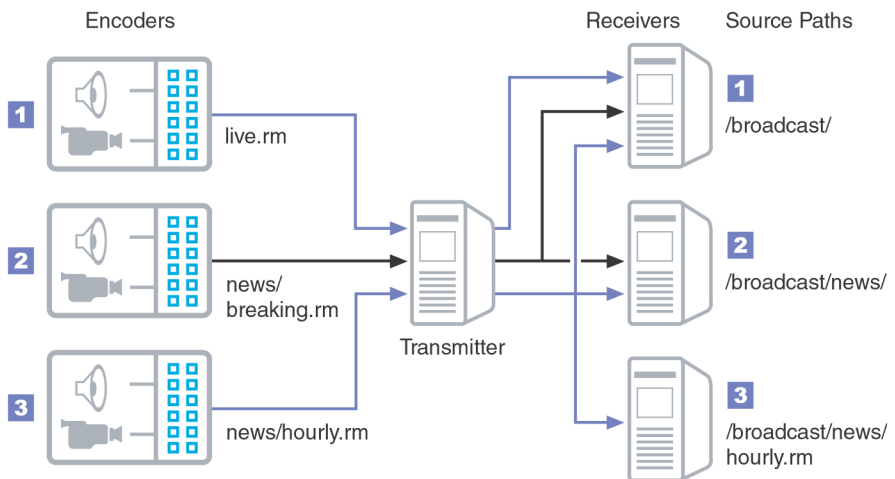 Encoders
Receivers
Source Paths
1
live.rm
1
/broadcast/
2
news/
breaking.rm
Transmitter
2
/broadcast/news/
3
news/hourly.rm
3
/broadcast/news/
hourly.rm